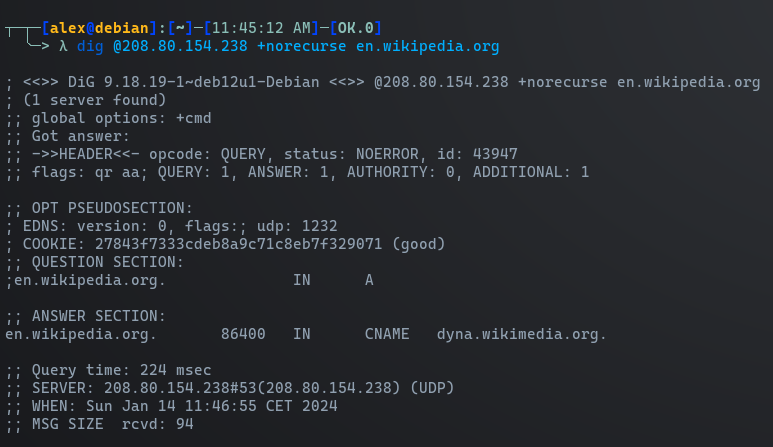 ┬──┬─[alex@debian]:[~]─[11:45:12 AM]─[OK.0]
╰─> λ dig @208.80.154.238 +norecurse en.wikipedia.org
; <<>> DiG 9.18.19-1~deb12u1-Debian <<>> @208.80.154.238 +norecurse en.wikipedia.org
; (1 server found)
;; global options: +cmd
;; Got answer:
;; ->>HEADER<<- opcode: QUERY, status: NOERROR, id: 43947
;; flags: qr aa; QUERY: 1, ANSWER: 1, AUTHORITY: 0, ADDITIONAL: 1
;; OPT PSEUDOSECTION:
; EDNS: version: 0, flags:; udp: 1232
; COOKIE: 27843f7333cdeb8a9c71c8eb7f329071 (good)
;; QUESTION SECTION:
;en.wikipedia.org. IN A
;; ANSWER SECTION:
en.wikipedia.org. 86400 IN CNAME dyna.wikimedia.org.
;; Query time: 224 msec
;; SERVER: 208.80.154.238#53(208.80.154.238) (UDP)
;; WHEN: Sun Jan 14 11:46:55 CET 2024
;; MSG SIZE rcvd: 94